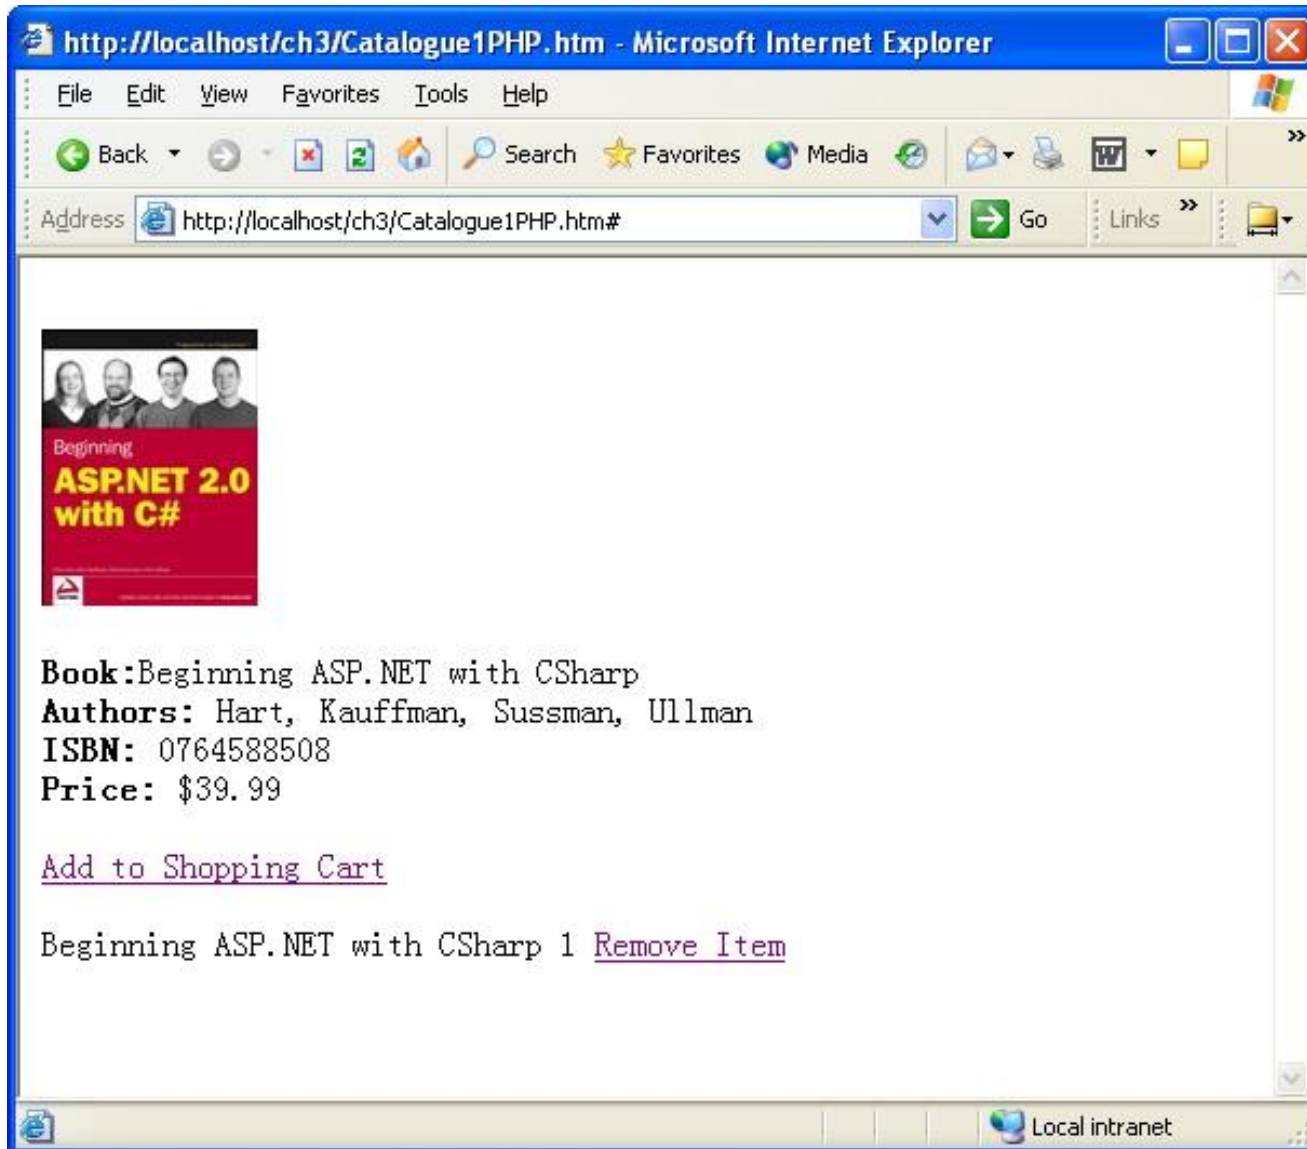 http://localhost/ch3/Catalogue1PHP.htm - Microsoft Internet Explorer
File Edit View Favorites Tools Help
Back Search Favorites Media »
Address http://localhost/ch3/Catalogue1PHP.htm# Go Links »
Beginning
ASP.NET 2.0
with C#
Book:Beginning ASP.NET with CSharp
Authors: Hart, Kauffman, Sussman, Ullman
ISBN: 0764588508
Price: $39.99
Add to Shopping Cart
Beginning ASP.NET with CSharp 1 Remove Item
Local intranet